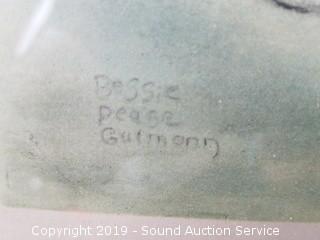 Bessie
pease
Gutmann
Copyright 2019 - Sound Auction Service